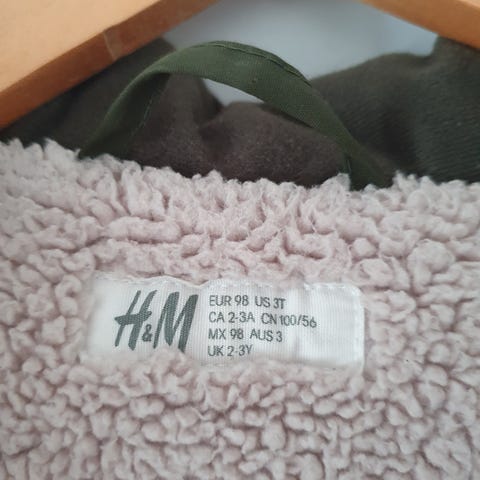 H&M
EUR 98 US 3T
CA 2-3A CN 100/56
MX 98 AUS 3
UK 2-3Y